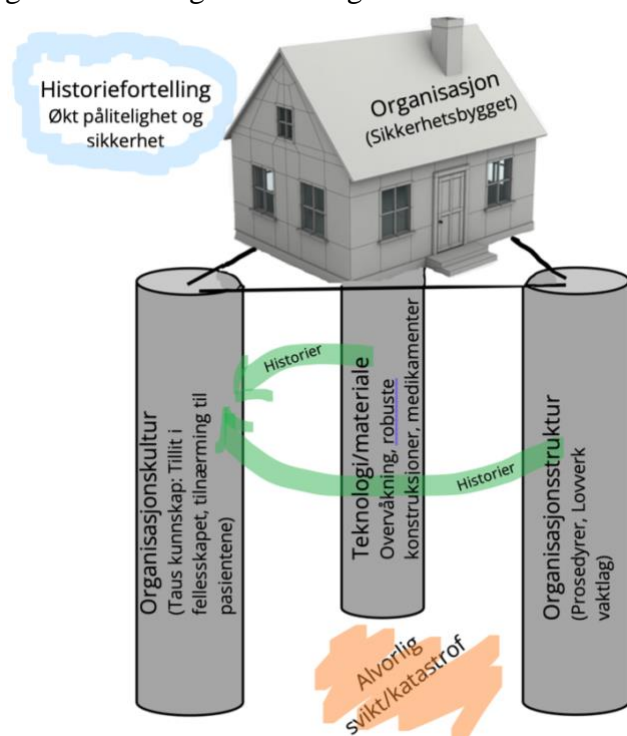 Historiefortelling
Økt pålitelighet og
sikkerhet
Organisasjon
(Sikkerhetsbygget)
Historier
Historier
Organisasjonskultur
(Taus kunnskap: Tillit i
fellesskapet, tilnærming til
pasientene)
Teknologi/materiale
Overvåkning, robuste
konstruksjoner, medikamenter
Organisasjonsstruktur
(Prosedyrer, Lovverk
vaktlag)
Alvorlig
svikt/katastrof